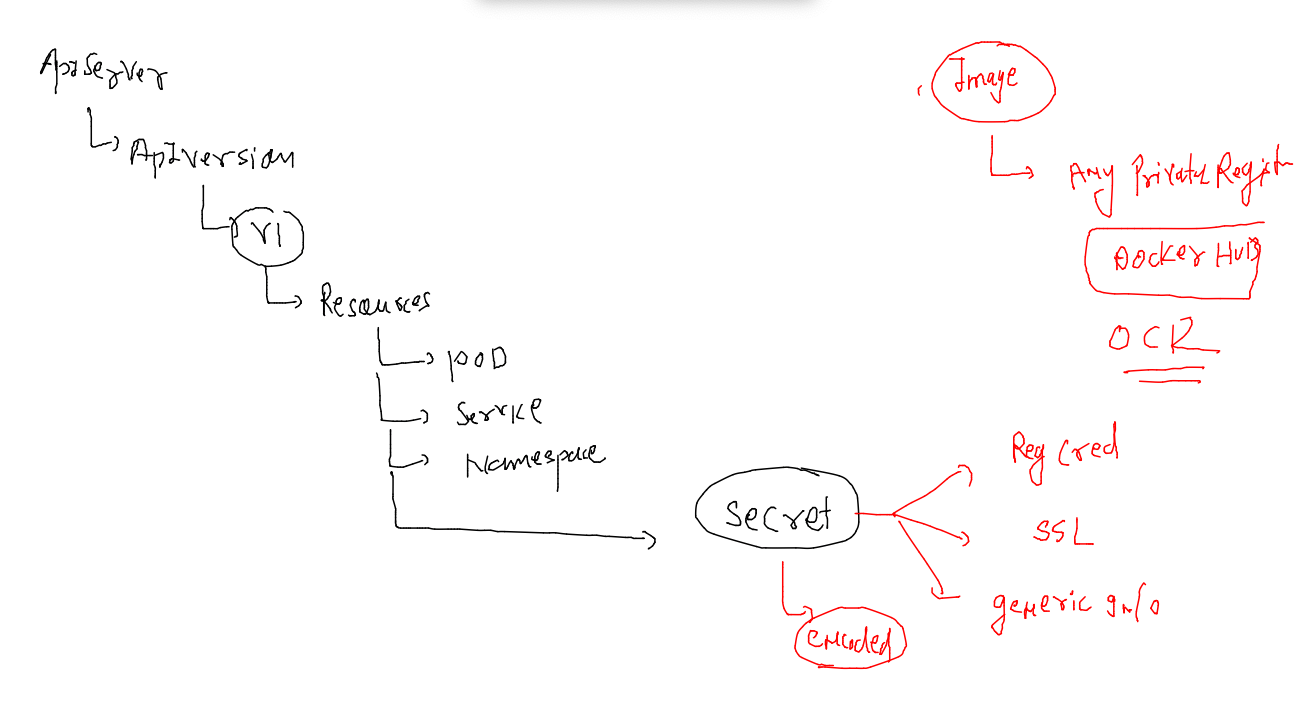 ApIServer
ApIversion
V1
Resources
POD
Service
Namespace
Secret
encoded
Image
Any Private Regist
Docker HUB
OCR
Reg cred
SSL
generic info